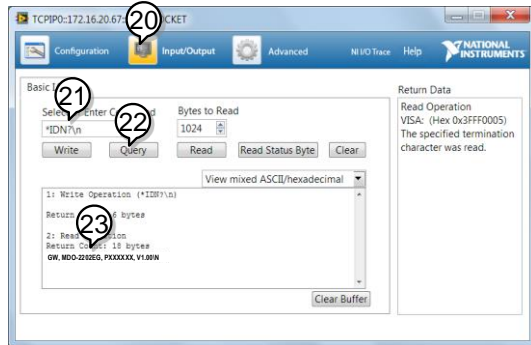 TCPIP0::172.16.20.67: CKET
20
Configuration Input/Output Advanced NI I/O Trace Help NATIONAL INSTRUMENTS
Basic I
21
Enter Co d Bytes to Read
22
*IDN?\n 1024
Write Query Read Read Status Byte Clear
View mixed ASCII/hexadecimal
1: Write Operation (*IDN?\n)
Return 6 bytes
23
2: Read ion
Return Count: 18 bytes
GW, MDO-2202EG, PXXXXXX, V1.00\N
Clear Buffer
Return Data
Read Operation
VISA: (Hex 0x3FFF0005)
The specified termination
character was read.